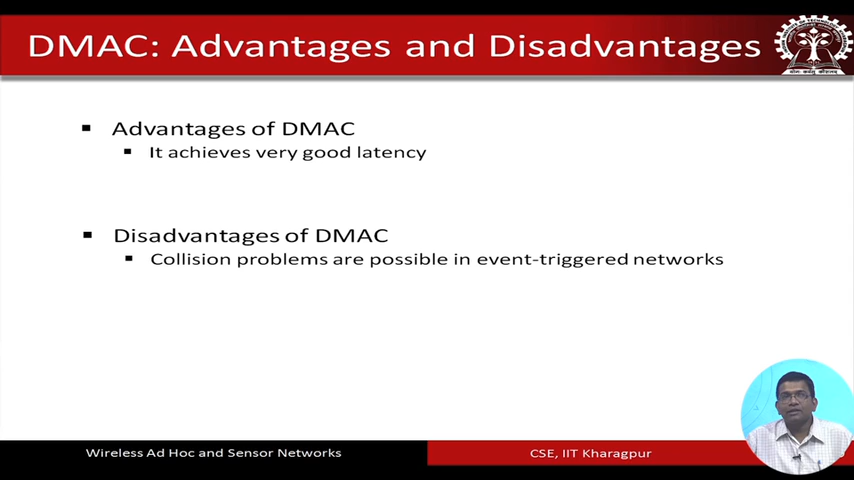 DMAC: Advantages and Disadvantages
Advantages of DMAC
It achieves very good latency
Disadvantages of DMAC
Collision problems are possible in event-triggered networks
Wireless Ad Hoc and Sensor Networks
CSE, IIT Kharagpur